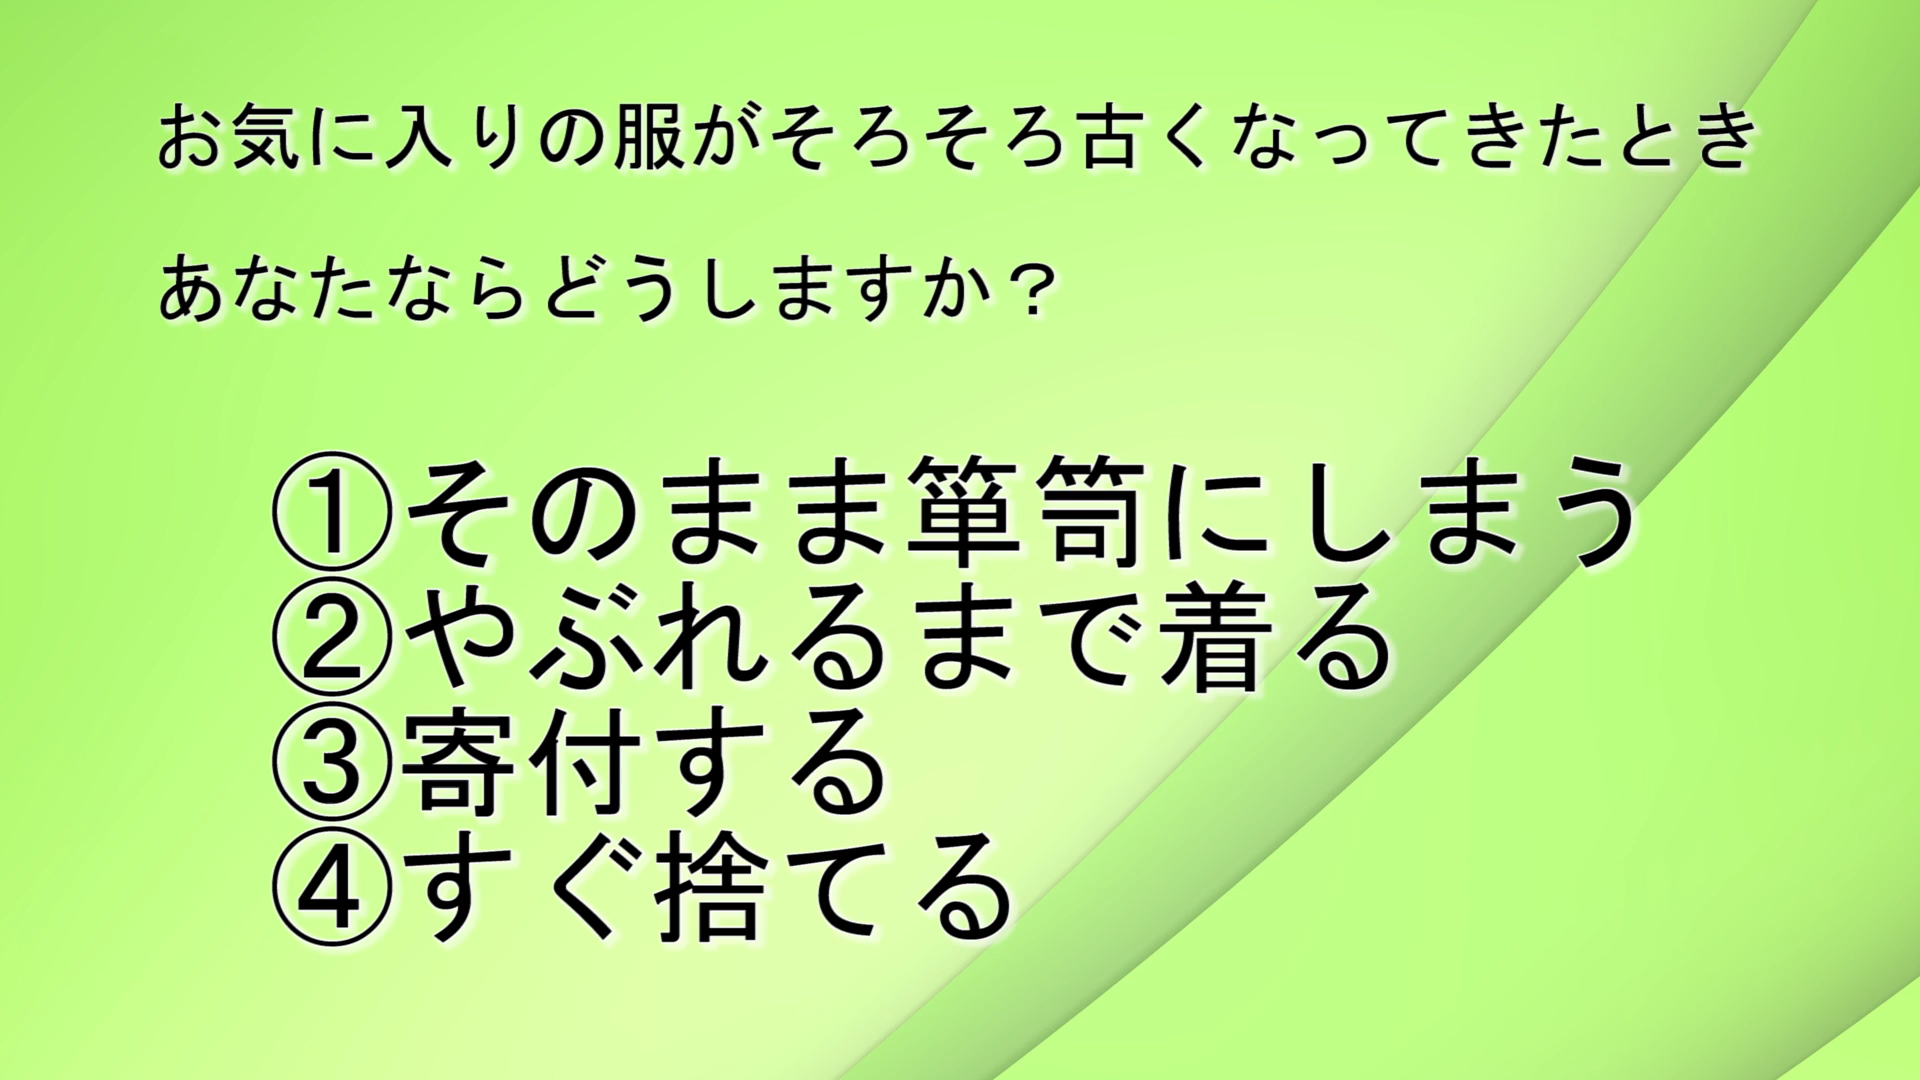 お気に入りの服がそろそろ古くなってきたとき
あなたならどうしますか？
①そのまま箪笥にしまう
②やぶれるまで着る
③寄付する
④すぐ捨てる